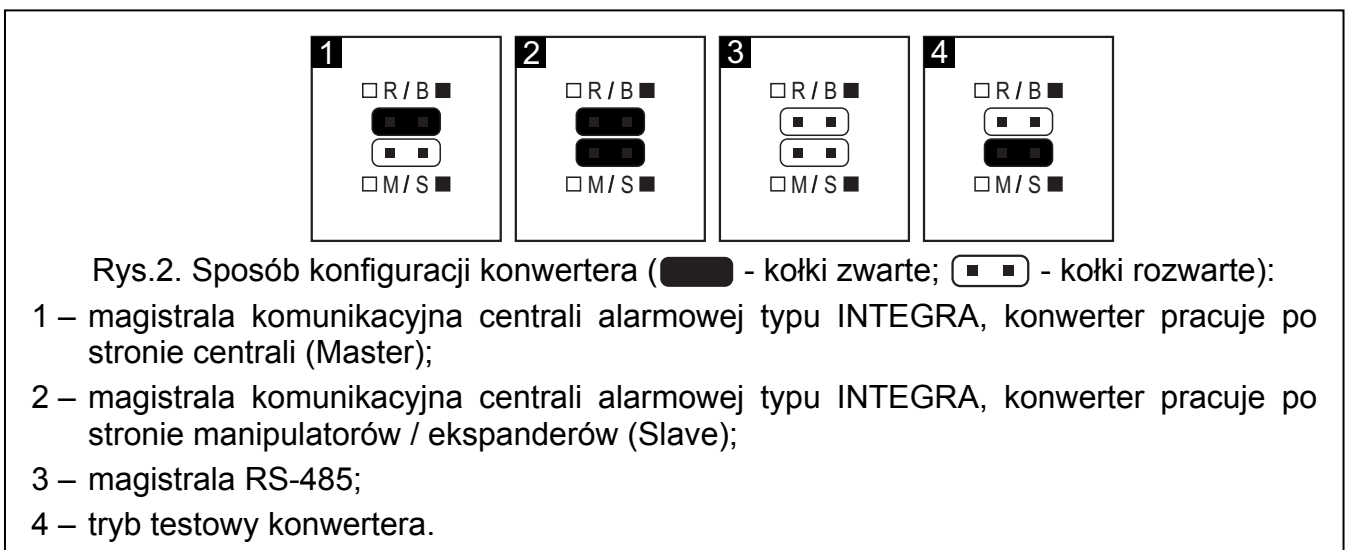 1 2 3 4
□ R / B ■ □ R / B ■ □ R / B ■ □ R / B ■
□ M / S ■ □ M / S ■ □ M / S ■ □ M / S ■
Rys.2. Sposób konfiguracji konwertera ( - kołki zwarte; - kołki rozwarte):
1 – magistrala komunikacyjna centrali alarmowej typu INTEGRA, konwerter pracuje po
stronie centrali (Master);
2 – magistrala komunikacyjna centrali alarmowej typu INTEGRA, konwerter pracuje po
stronie manipulatorów / ekspanderów (Slave);
3 – magistrala RS-485;
4 – tryb testowy konwertera.